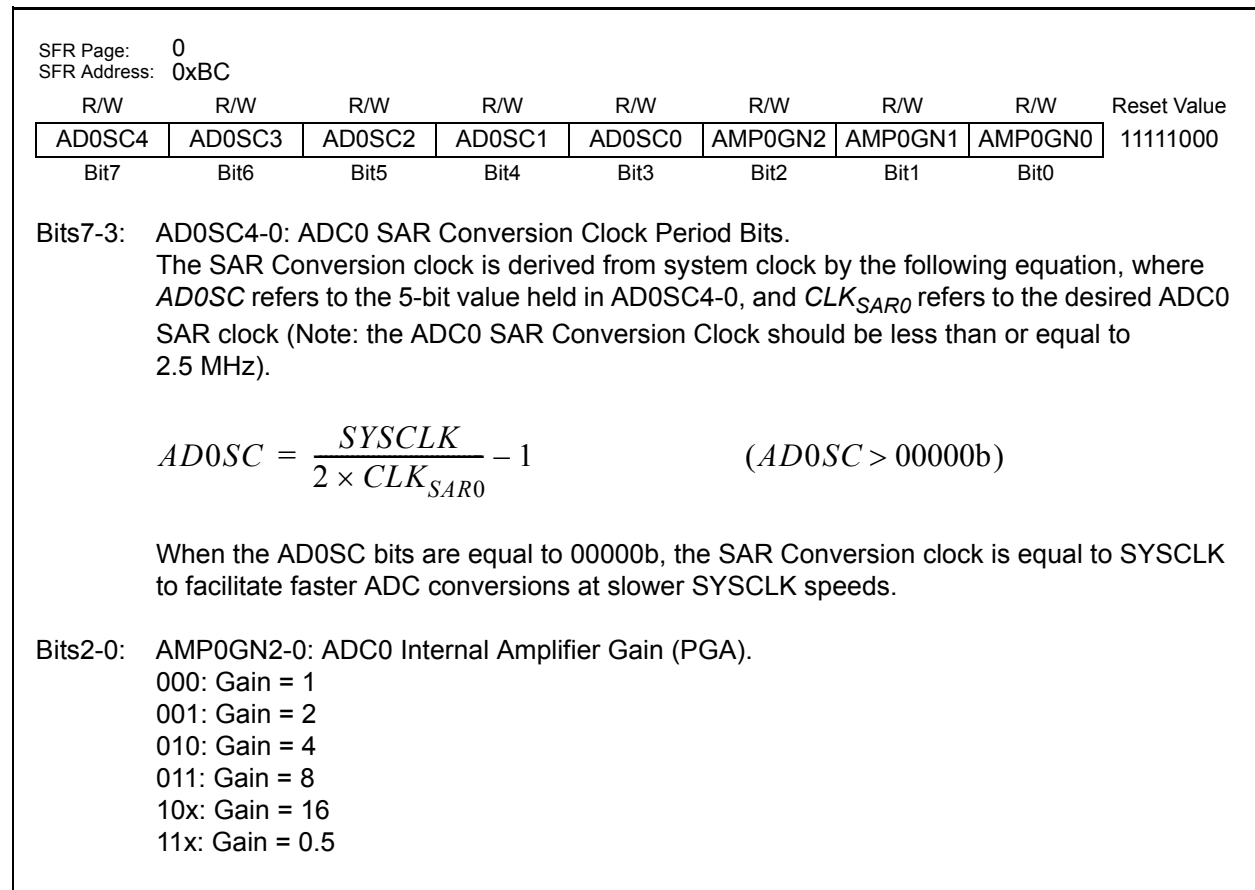 SFR Page: 0
SFR Address: 0xBC
R/W R/W R/W R/W R/W R/W R/W R/W Reset Value
AD0SC4 AD0SC3 AD0SC2 AD0SC1 AD0SC0 AMP0GN2 AMP0GN1 AMP0GN0 11111000
Bit7 Bit6 Bit5 Bit4 Bit3 Bit2 Bit1 Bit0
Bits7-3: AD0SC4-0: ADC0 SAR Conversion Clock Period Bits.
The SAR Conversion clock is derived from system clock by the following equation, where
AD0SC refers to the 5-bit value held in AD0SC4-0, and CLK_SAR0 refers to the desired ADC0
SAR clock (Note: the ADC0 SAR Conversion Clock should be less than or equal to
2.5 MHz).
AD0SC = SYSCLK / (2 × CLK_SAR0) – 1 (AD0SC > 00000b)
When the AD0SC bits are equal to 00000b, the SAR Conversion clock is equal to SYSCLK
to facilitate faster ADC conversions at slower SYSCLK speeds.
Bits2-0: AMP0GN2-0: ADC0 Internal Amplifier Gain (PGA).
000: Gain = 1
001: Gain = 2
010: Gain = 4
011: Gain = 8
10x: Gain = 16
11x: Gain = 0.5